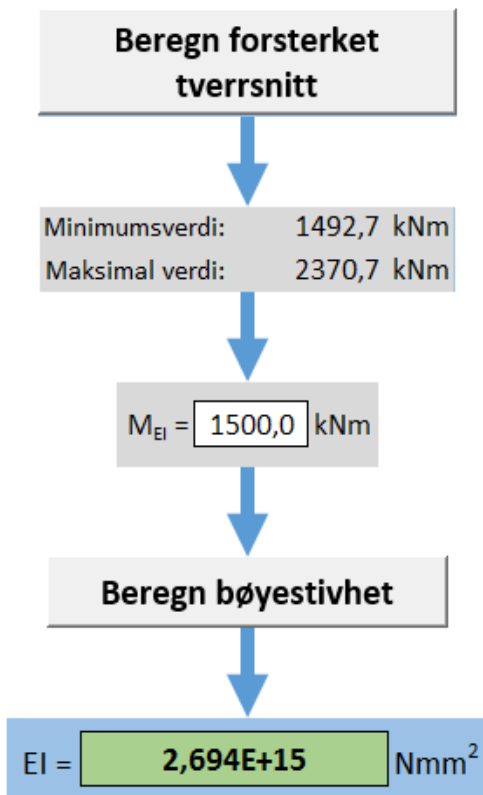 Beregn forsterket
tverrsnitt
Minimumsverdi: 1492,7 kNm
Maksimal verdi: 2370,7 kNm
M_EI = 1500,0 kNm
Beregn bøyestivhet
EI = 2,694E+15 Nmm²